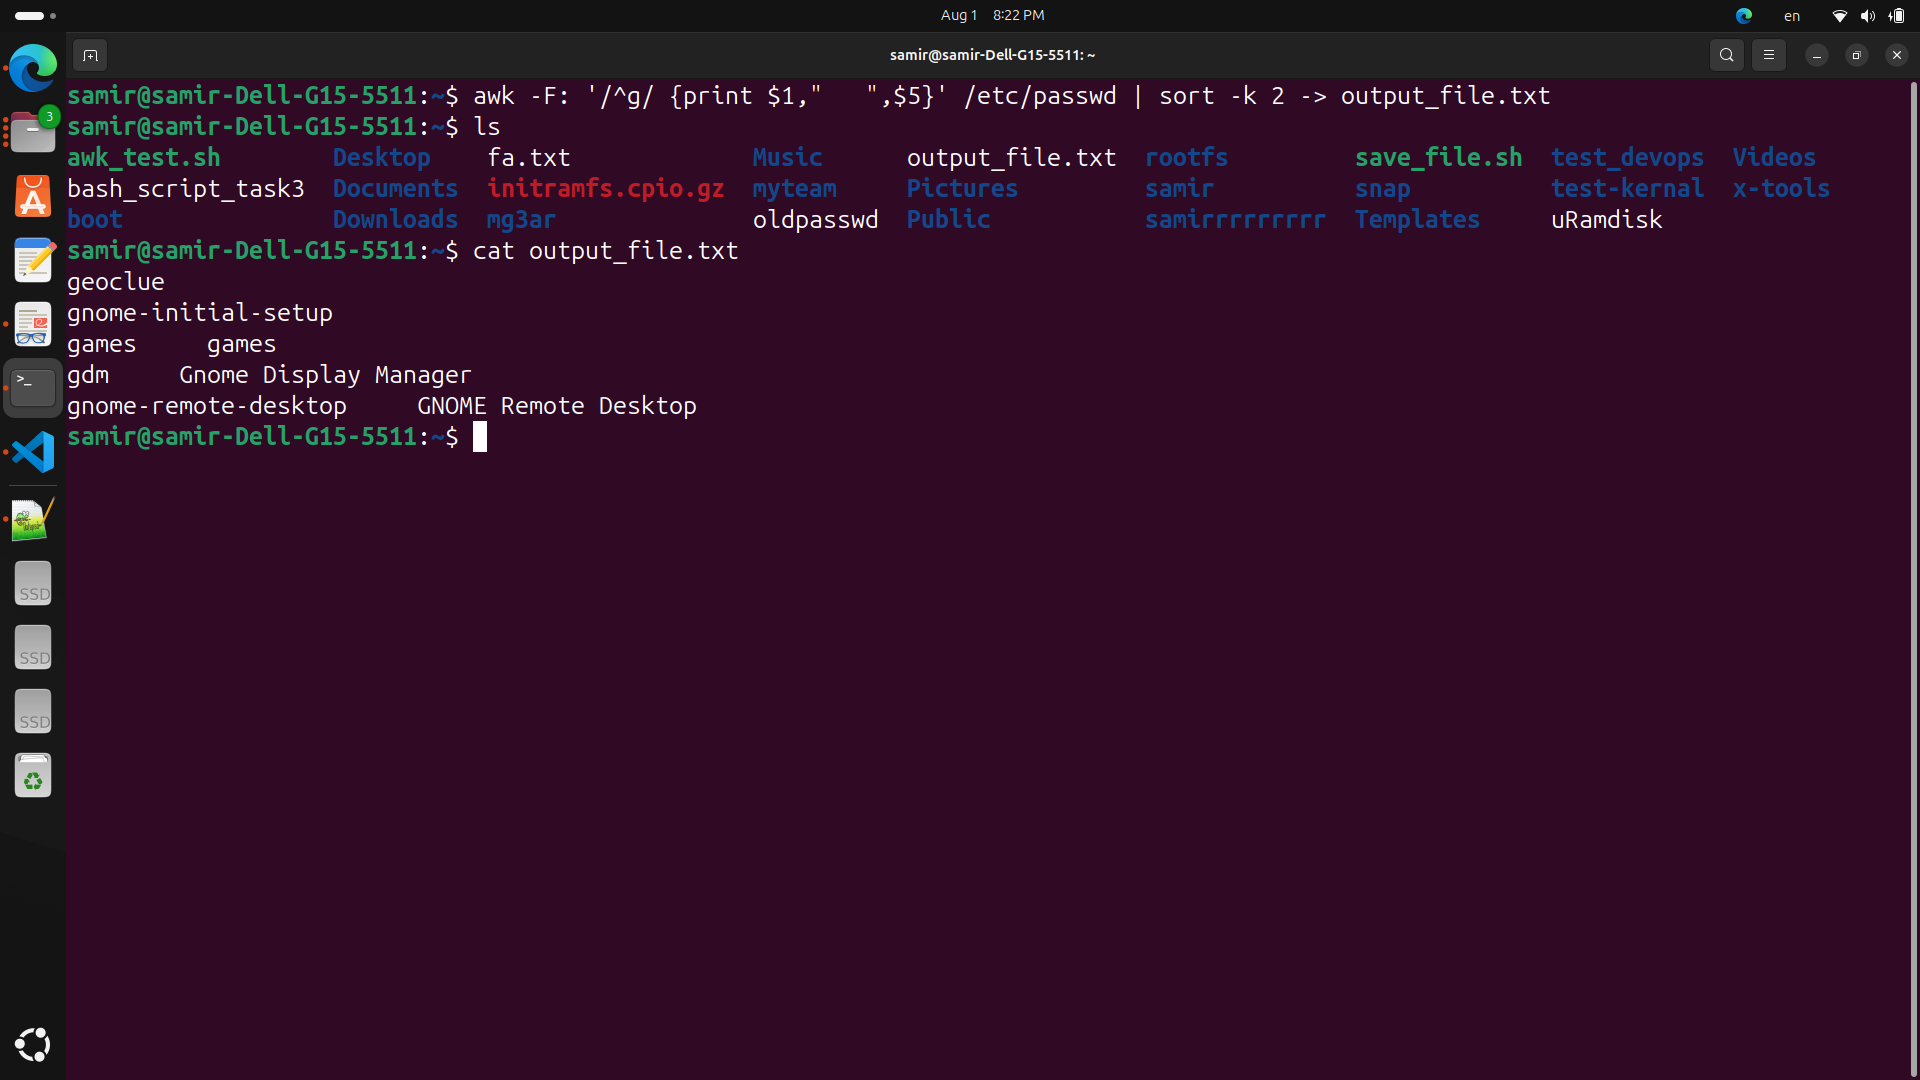 Aug 1 8:22 PM
en
samir@samir-Dell-G15-5511: ~
3
samir@samir-Dell-G15-5511:~$ awk -F: '/^g/ {print $1,"   ",$5}' /etc/passwd | sort -k 2 -> output_file.txt
samir@samir-Dell-G15-5511:~$ ls
awk_test.sh Desktop fa.txt Music output_file.txt rootfs save_file.sh test_devops Videos
bash_script_task3 Documents initramfs.cpio.gz myteam Pictures samir snap test-kernal x-tools
boot Downloads mg3ar oldpasswd Public samirrrrrrrrr Templates uRamdisk
samir@samir-Dell-G15-5511:~$ cat output_file.txt
geoclue
gnome-initial-setup
games     games
gdm     Gnome Display Manager
gnome-remote-desktop     GNOME Remote Desktop
samir@samir-Dell-G15-5511:~$
SSD
SSD
SSD